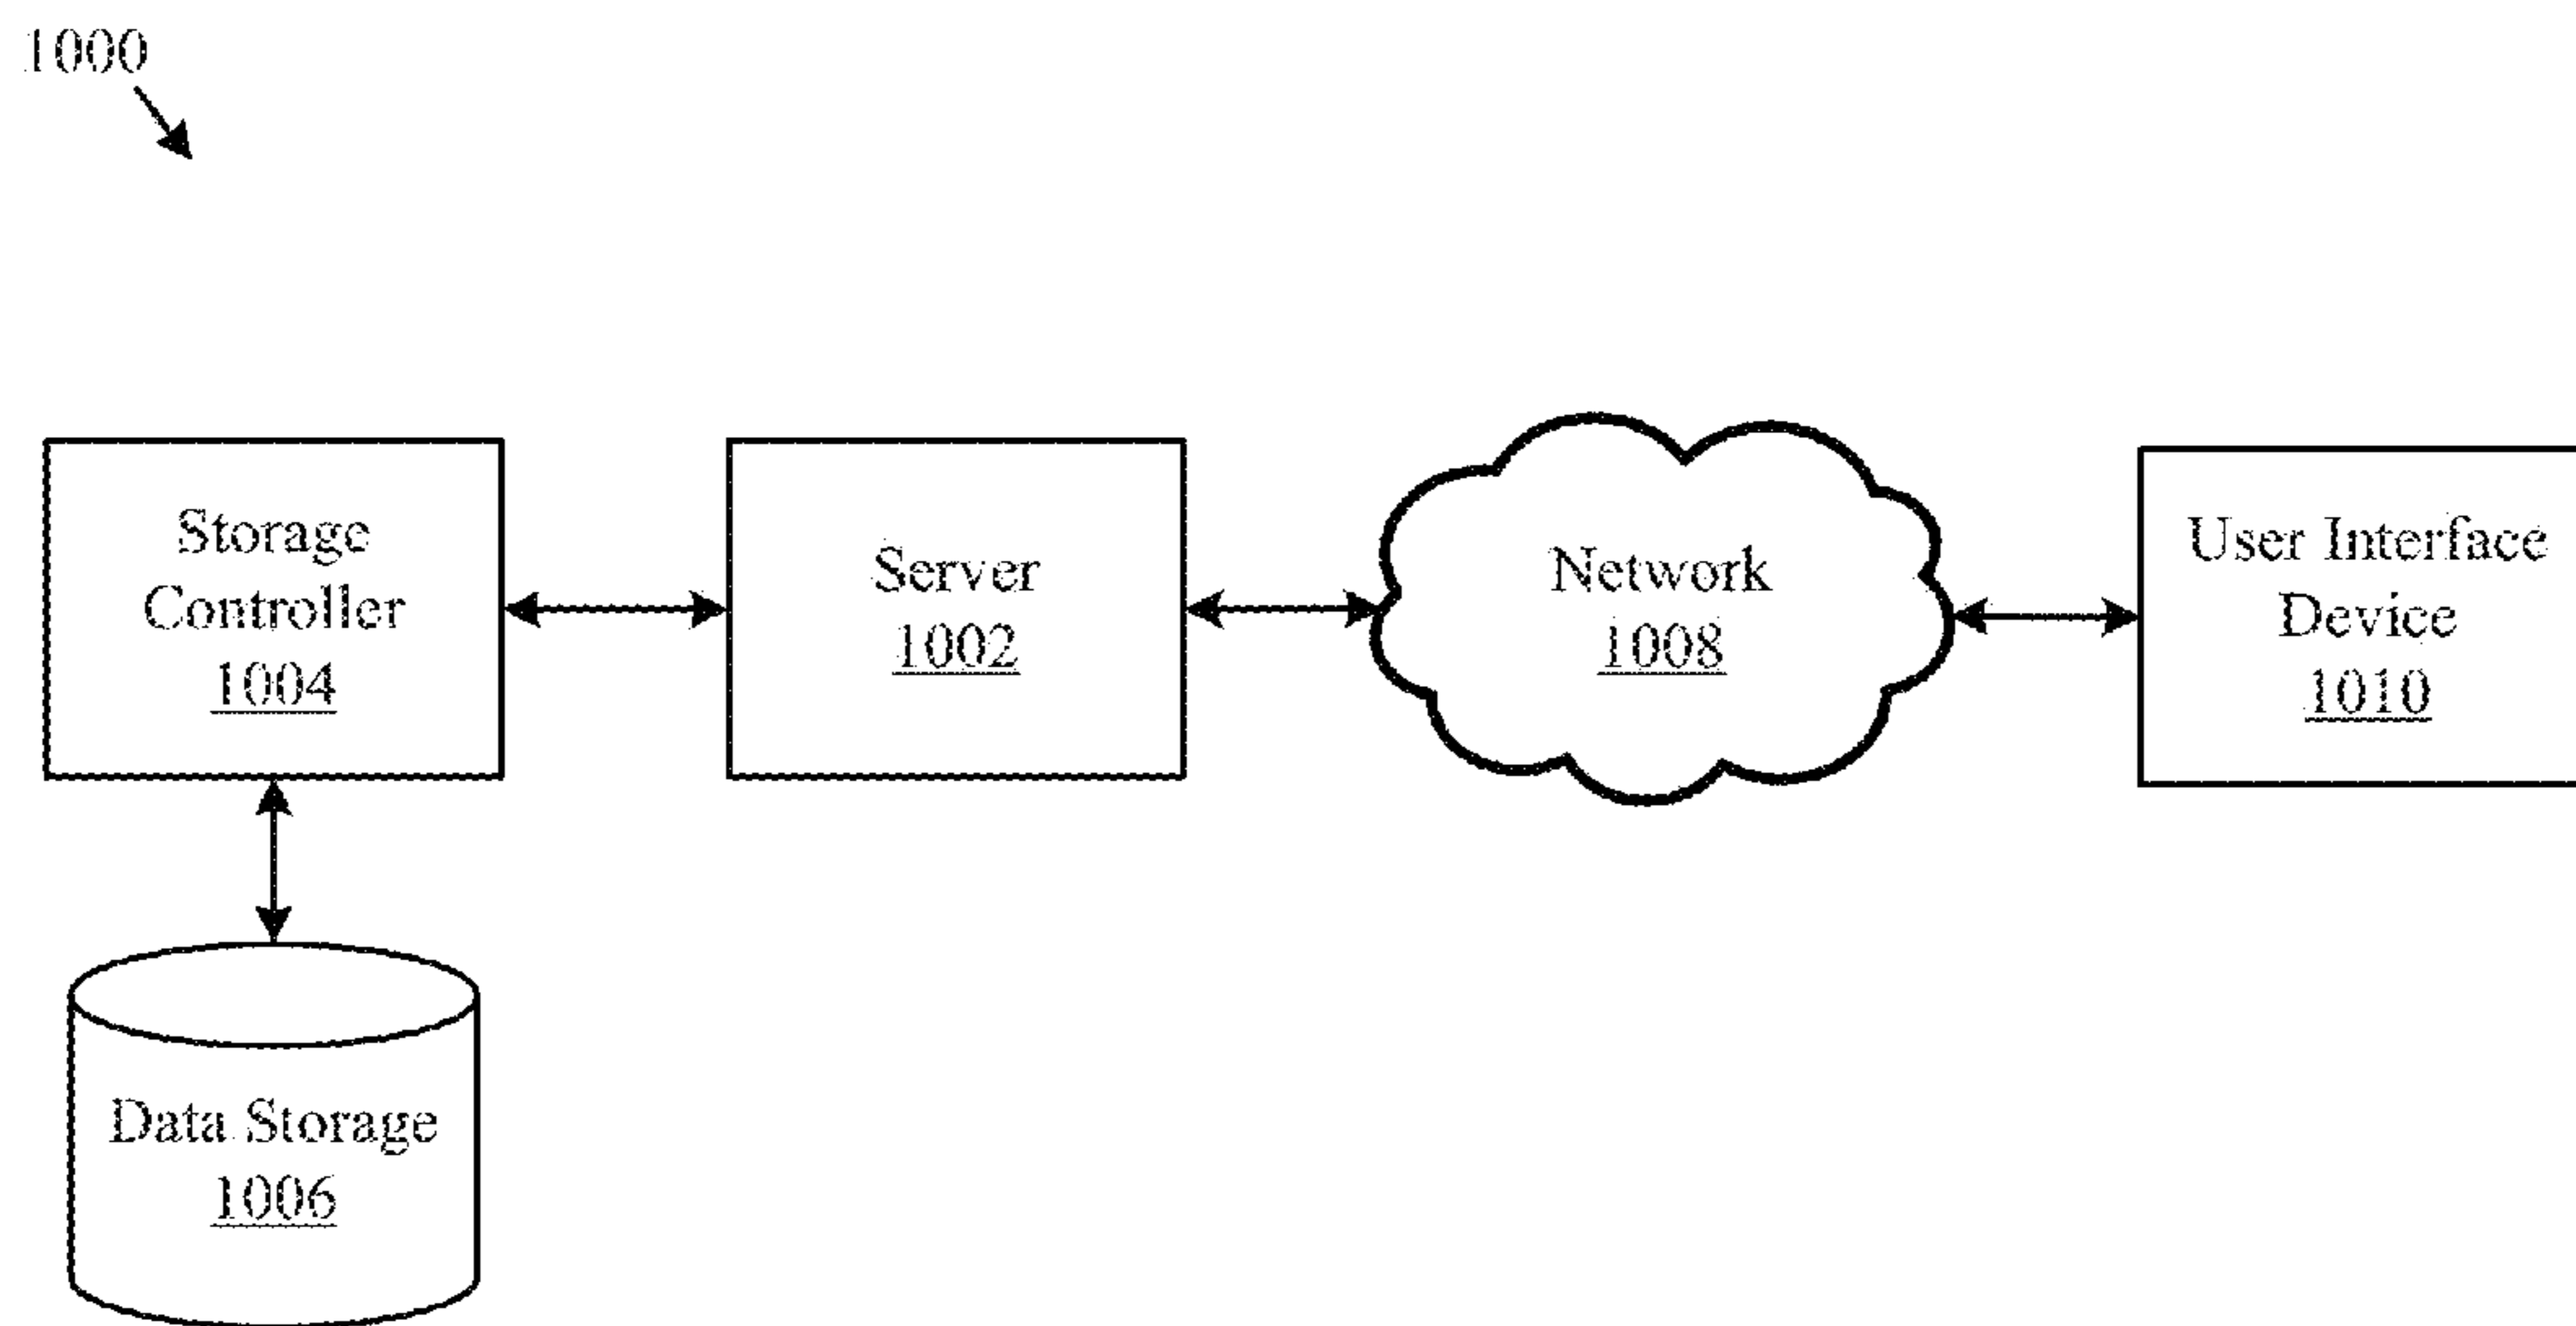 1000
Storage
Controller
1004
Server
1002
Network
1008
User Interface
Device
1010
Data Storage
1006